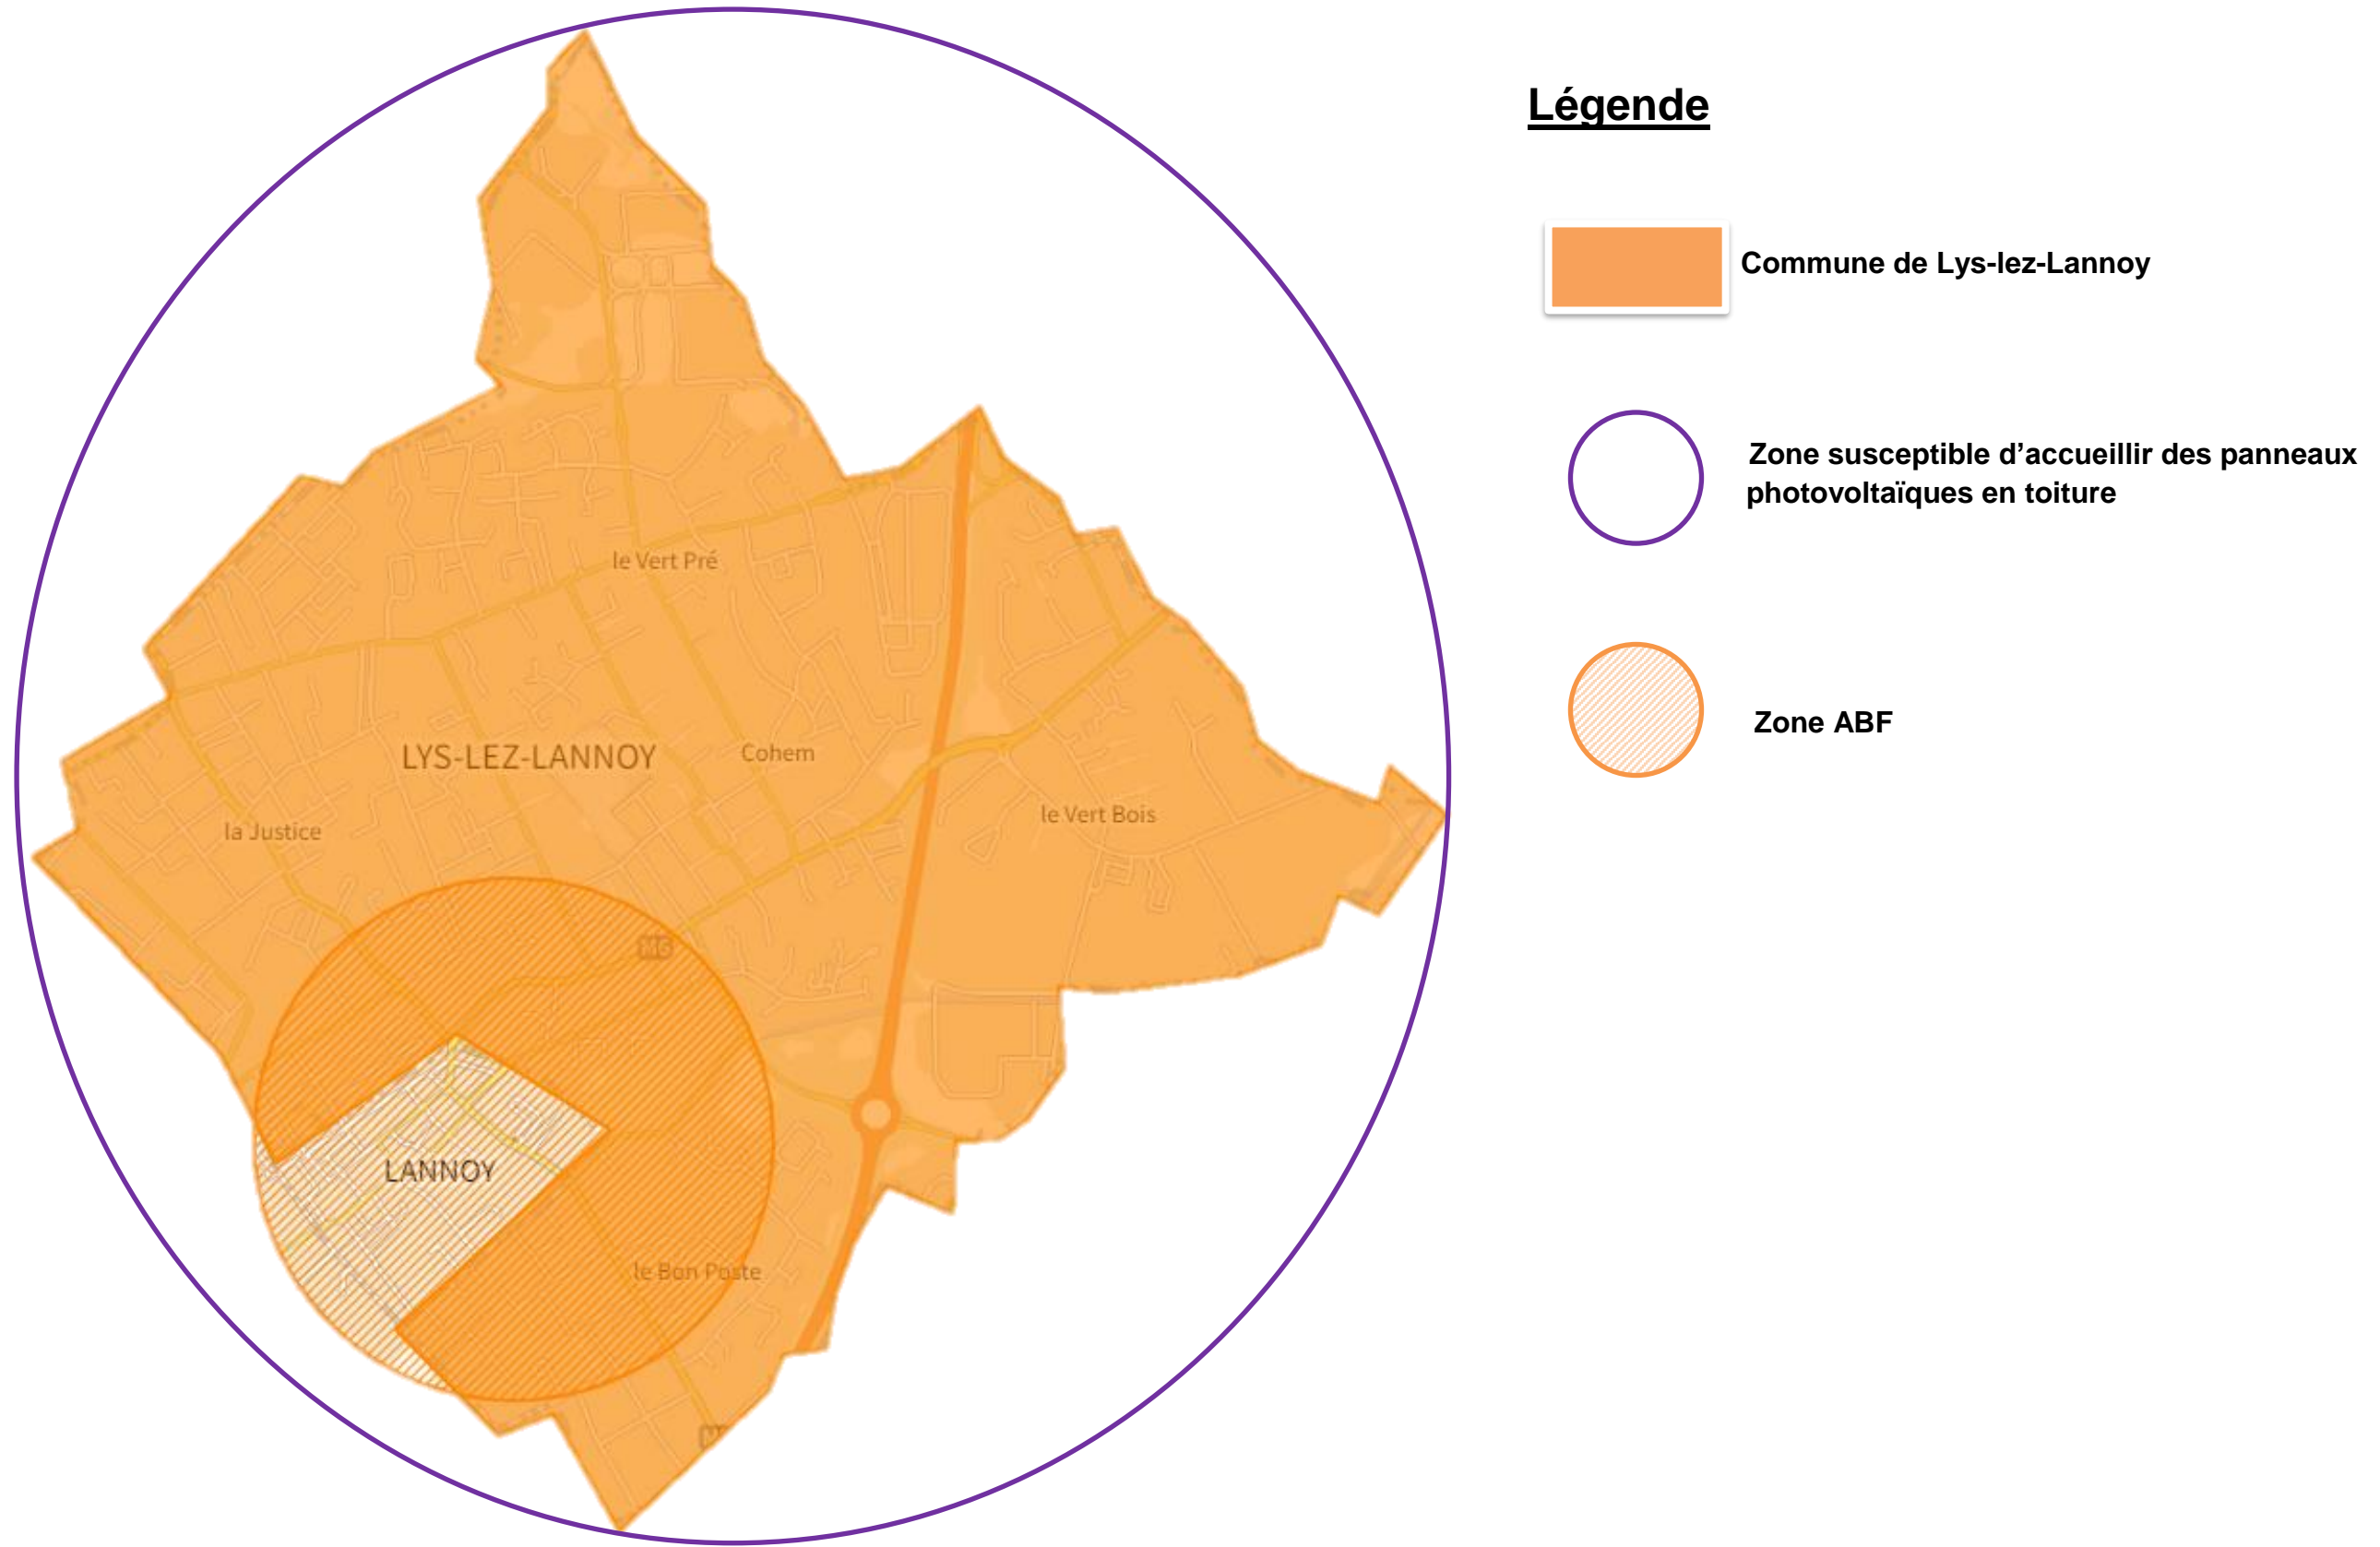 Légende
Commune de Lys-lez-Lannoy
Zone susceptible d’accueillir des panneaux
photovoltaïques en toiture
Zone ABF
le Vert Pré
LYS-LEZ-LANNOY
Cohem
le Vert Bois
la Justice
M6
LANNOY
le Bon Poste